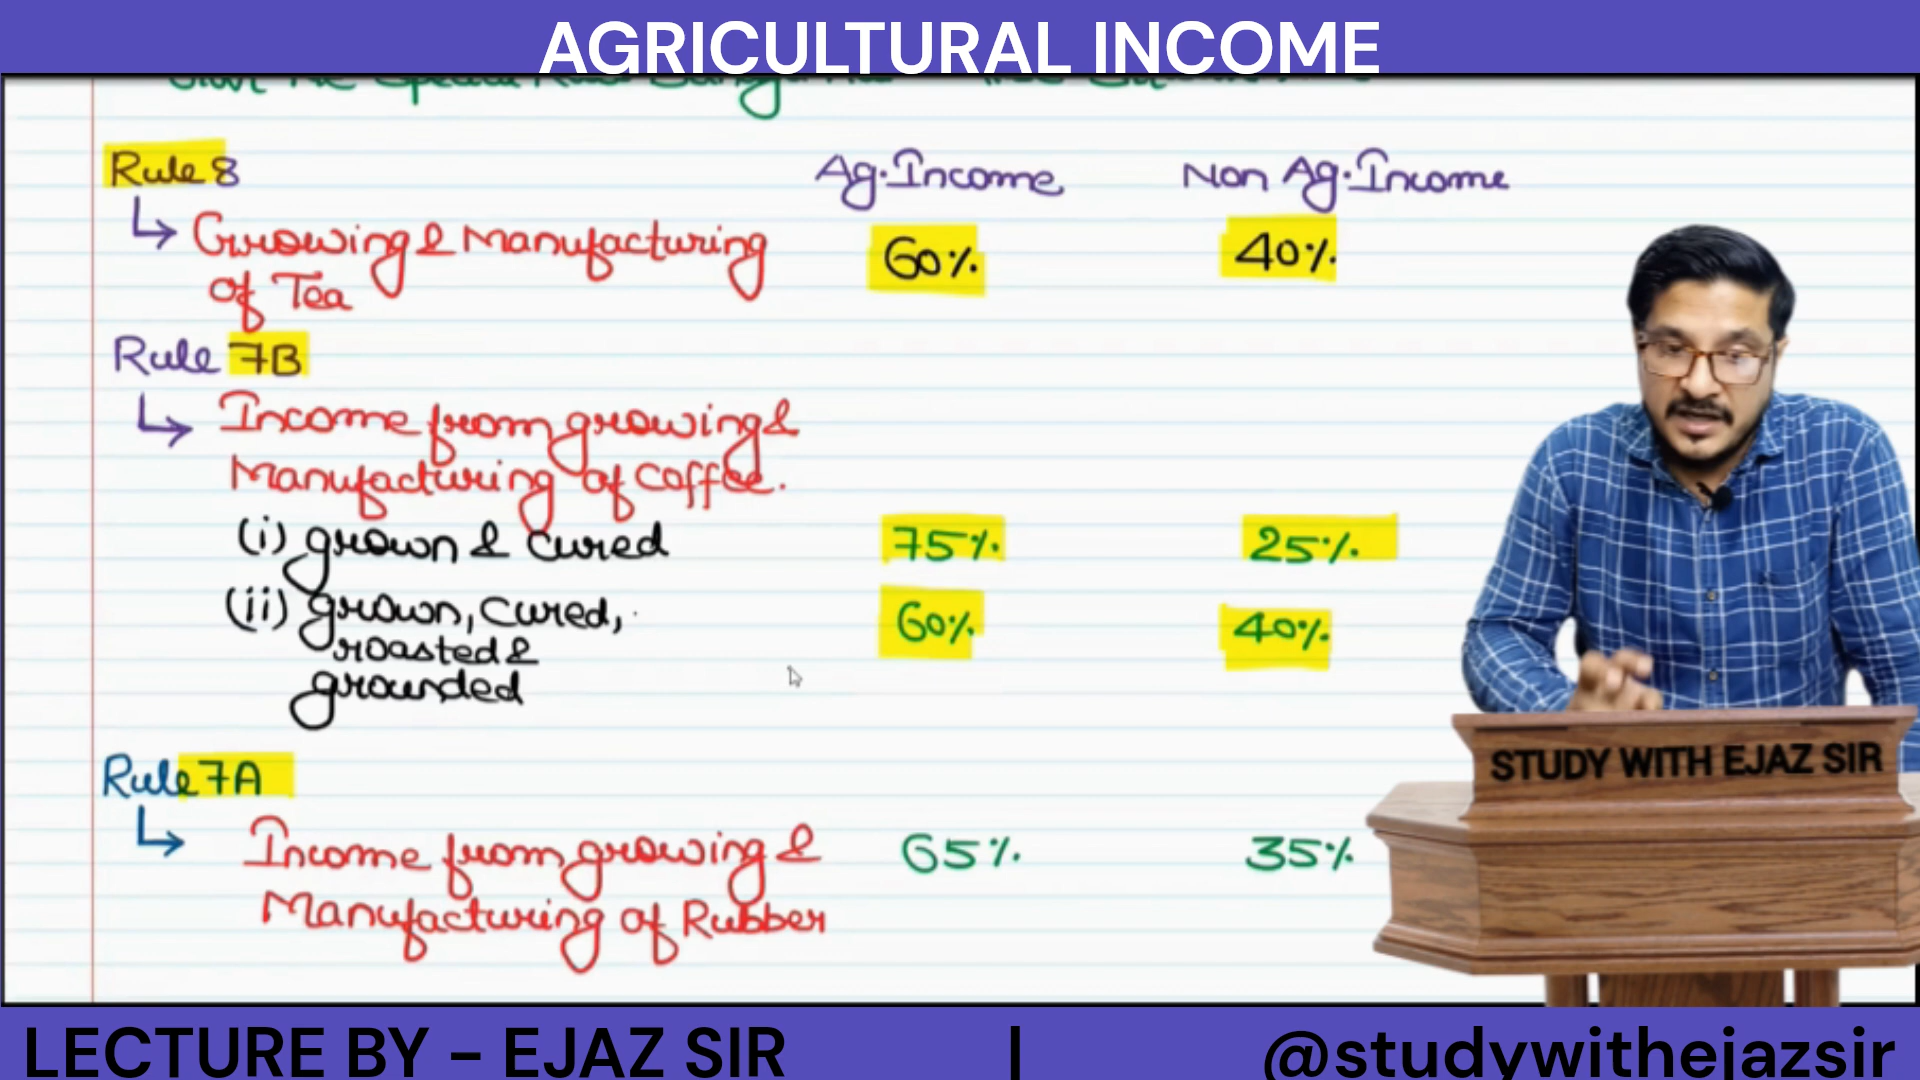 AGRICULTURAL INCOME
Rule 8
Ag. Income Non Ag. Income
↳ Growing & Manufacturing 60% 40%
of Tea
Rule 7B
↳ Income from growing &
Manufacturing of Coffee.
(i) grown & Cured 75% 25%
(ii) grown, Cured, 60% 40%
roasted &
grounded
Rule 7A
↳ Income from growing & 65% 35%
Manufacturing of Rubber
STUDY WITH EJAZ SIR
LECTURE BY - EJAZ SIR | @studywithejazsir